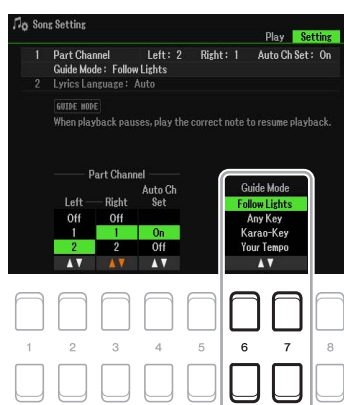 Song Setting
Play Setting
1 Part Channel Left: 2 Right: 1 Auto Ch Set: On
Guide Mode: Follow Lights
2 Lyrics Language: Auto
GUIDE MODE
When playback pauses, play the correct note to resume playback.
Part Channel
Left Right Auto Ch Set
Off Off
1 1 On
2 2 Off
Guide Mode
Follow Lights
Any Key
Karao-Key
Your Tempo
1 2 3 4 5 6 7 8